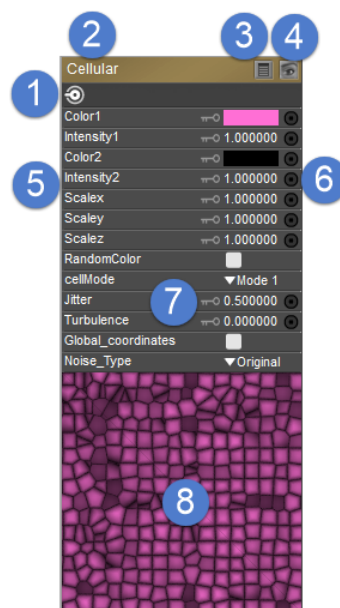 2
3
4
Cellular
1
Color1
Intensity1 1.000000
Color2
5
Intensity2 1.000000
6
Scalex 1.000000
Scaley 1.000000
Scalez 1.000000
RandomColor
cellMode Mode 1
7
Jitter 0.500000
Turbulence 0.000000
Global_coordinates
Noise_Type Original
8